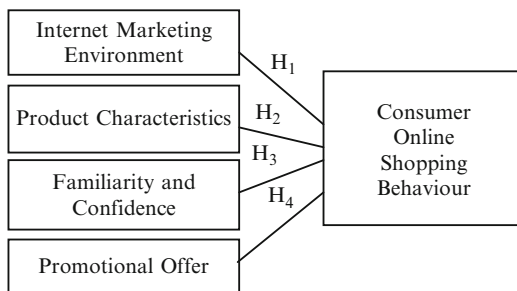 Internet Marketing
Environment
H₁
Product Characteristics
H₂
H₃
Familiarity and
Confidence
H₄
Promotional Offer
Consumer
Online
Shopping
Behaviour